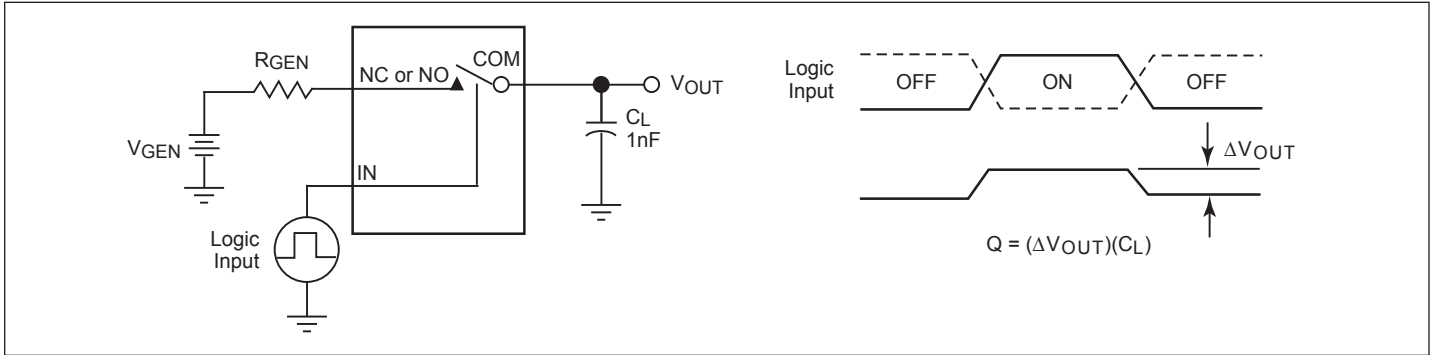 RGEN
VGEN
NC or NO
COM
IN
Logic
Input
VOUT
CL
1nF
Logic
Input
OFF
ON
OFF
ΔVOUT
Q = (ΔVOUT)(CL)